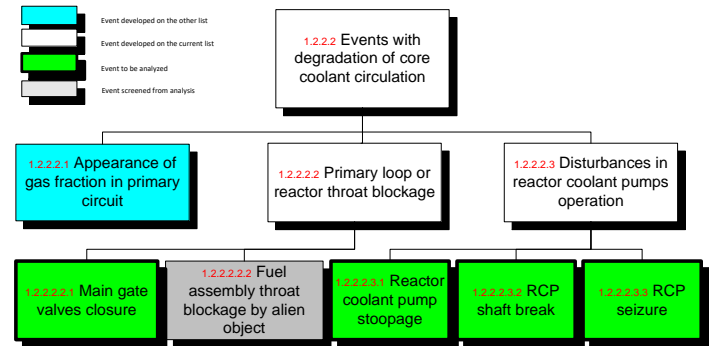 Event developed on the other list
Event developed on the current list
Event to be analyzed
Event screened from analysis
1.2.2.2 Events with
degradation of core
coolant circulation
1.2.2.2.1 Appearance of
gas fraction in primary
circuit
1.2.2.2.2 Primary loop or
reactor throat blockage
1.2.2.2.3 Disturbances in
reactor coolant pumps
operation
1.2.2.2.2.1 Main gate
valves closure
1.2.2.2.2.2 Fuel
assembly throat
blockage by alien
object
1.2.2.2.3.1 Reactor
coolant pump
stoopage
1.2.2.2.3.2 RCP
shaft break
1.2.2.2.3.3 RCP
seizure